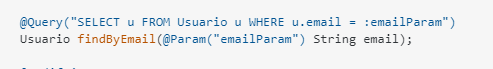 @Query("SELECT u FROM Usuario u WHERE u.email = :emailParam")
Usuario findByEmail(@Param("emailParam") String email);